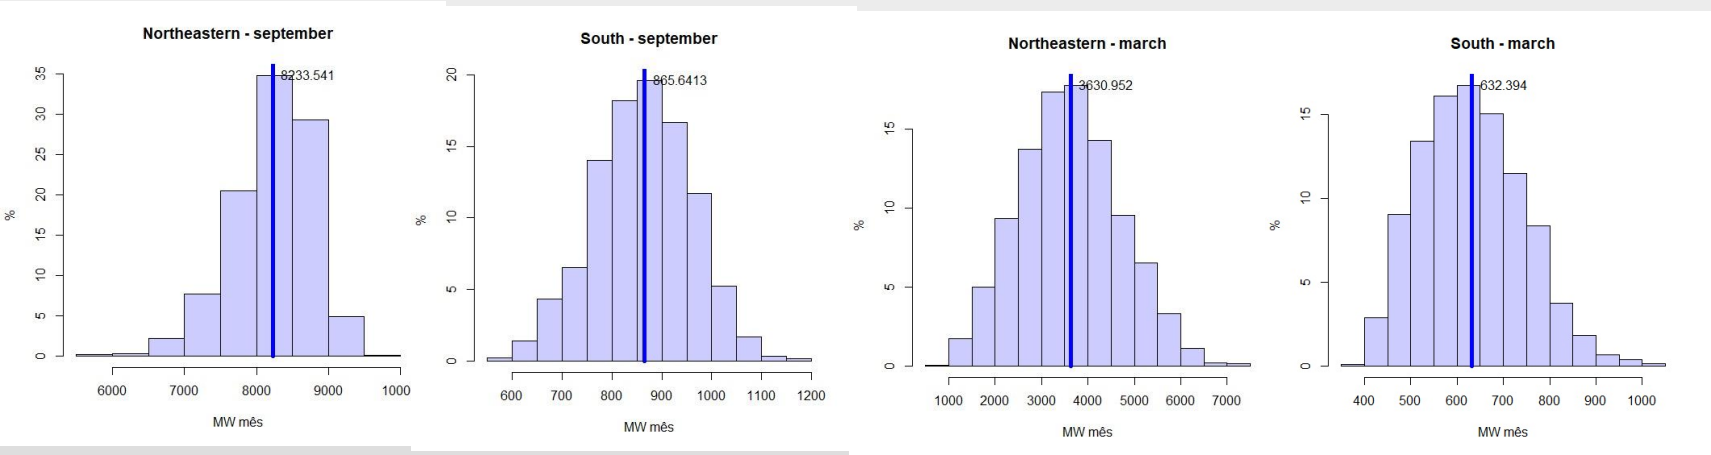 Northeastern - september
8233.541
35
30
25
20
15
10
5
0
%
6000 7000 8000 9000 1000
MW mês
South - september
865.6413
20
15
10
5
0
%
600 700 800 900 1000 1100 1200
MW mês
Northeastern - march
3630.952
15
10
5
0
%
1000 2000 3000 4000 5000 6000 7000
MW mês
South - march
632.394
15
10
5
0
%
400 500 600 700 800 900 1000
MW mês